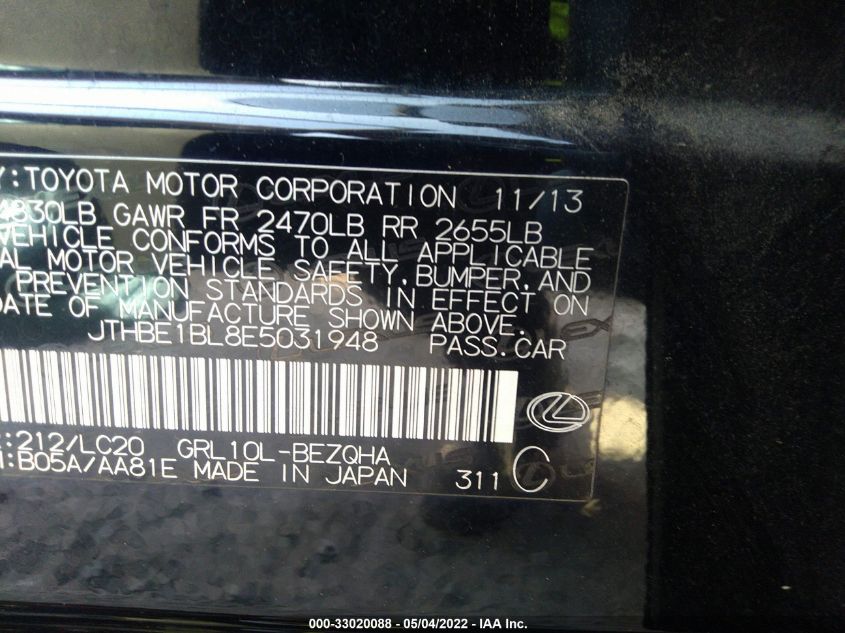 Y:TOYOTA MOTOR CORPORATION 11/13
4830LB GAWR FR 2470LB RR 2655LB
VEHICLE CONFORMS TO ALL APPLICABLE
AL MOTOR VEHICLE SAFETY, BUMPER, AND
PREVENTION STANDARDS IN EFFECT ON
DATE OF MANUFACTURE SHOWN ABOVE.
JTHBE1BL8E5031948 PASS.CAR
:212/LC20 GRL10L-BEZQHA
:B05A/AA81E MADE IN JAPAN 311 C
000-33020088 - 05/04/2022 - IAA Inc.